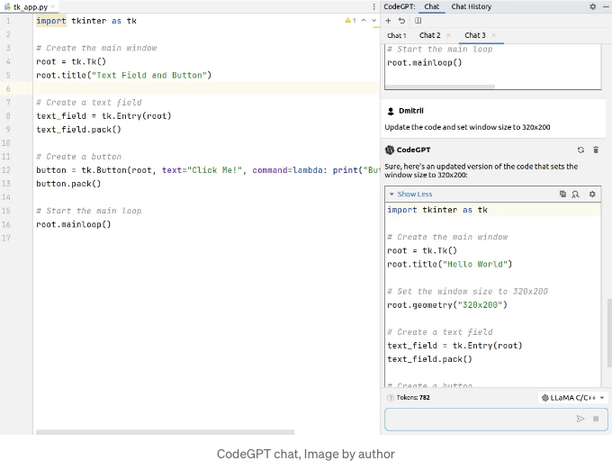 tk_app.py
1 import tkinter as tk
2
3 # Create the main window
4 root = tk.Tk()
5 root.title("Text Field and Button")
6
7 # Create a text field
8 text_field = tk.Entry(root)
9 text_field.pack()
10
11 # Create a button
12 button = tk.Button(root, text="Click Me!", command=lambda: print("But
13 button.pack()
14
15 # Start the main loop
16 root.mainloop()
17
1
CodeGPT: Chat Chat History
Chat 1 Chat 2 Chat 3
# Start the main loop
root.mainloop()
Dmitrii
Update the code and set window size to 320x200
CodeGPT
Sure, here's an updated version of the code that sets the
window size to 320x200:
Show Less
import tkinter as tk
# Create the main window
root = tk.Tk()
root.title("Hello World")
# Set the window size to 320x200
root.geometry("320x200")
# Create a text field
text_field = tk.Entry(root)
text_field.pack()
# Create a button
Tokens: 782 LLaMA C/C++
CodeGPT chat, Image by author